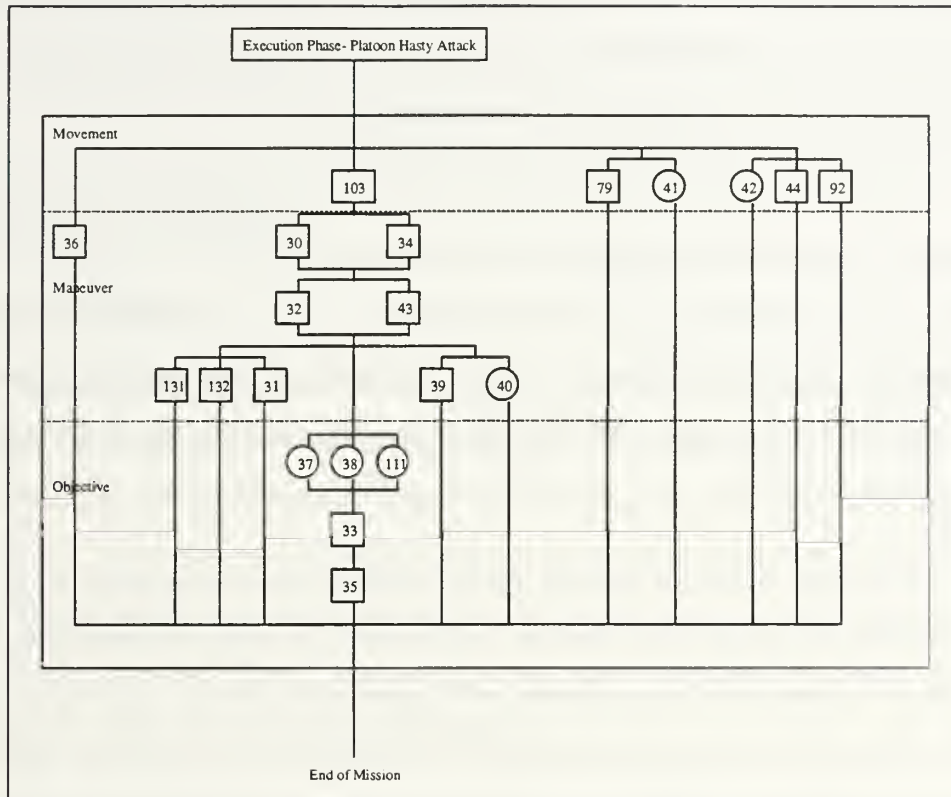 Execution Phase- Platoon Hasty Attack
Movement
103 79 41 42 44 92
36 30 34
Maneuver
32 43
131 132 31 39 40
37 38 111
Objective
33
35
End of Mission